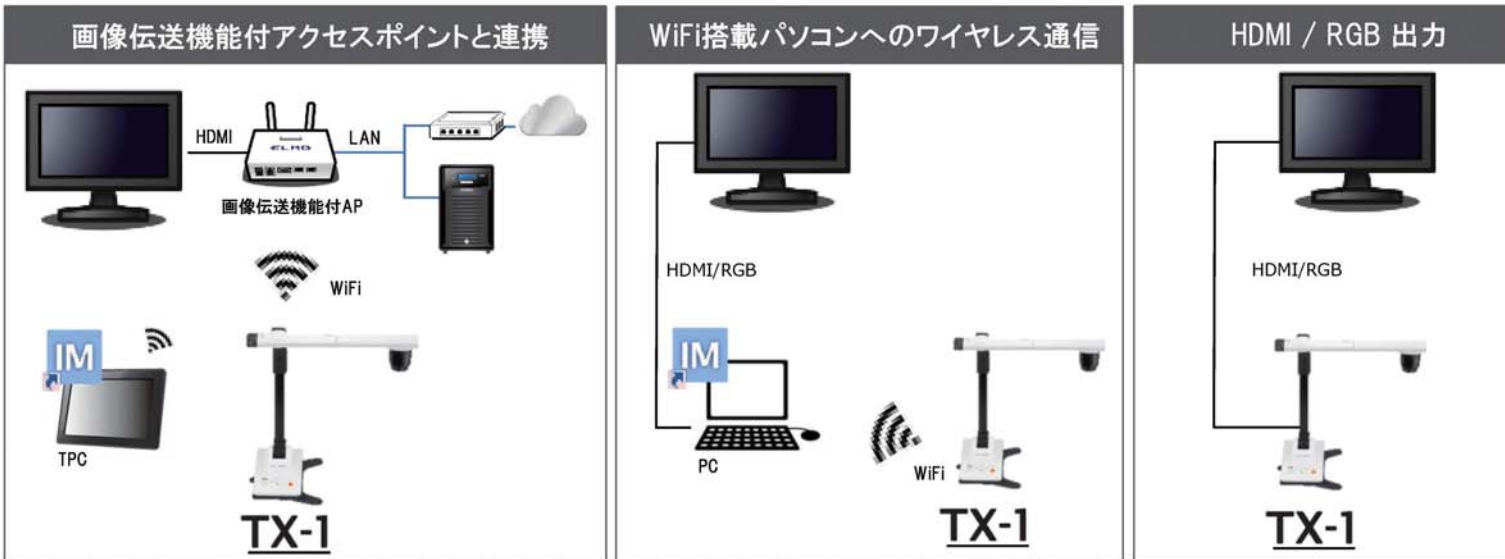 画像伝送機能付アクセスポイントと連携
HDMI
LAN
ELMO
画像伝送機能付AP
WiFi
IM
TPC
TX-1
WiFi搭載パソコンへのワイヤレス通信
HDMI/RGB
IM
PC
WiFi
TX-1
HDMI / RGB 出力
HDMI/RGB
TX-1